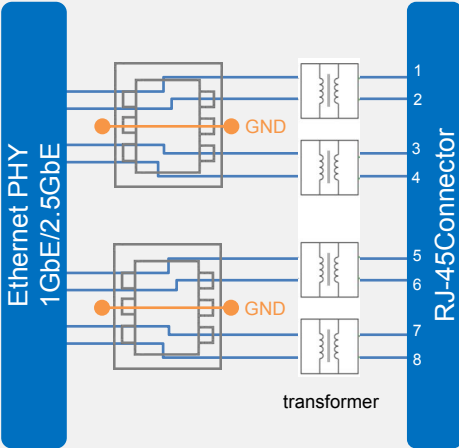 Ethernet PHY
1GbE/2.5GbE
1
2
GND
3
4
5
6
GND
7
8
RJ-45Connector
transformer